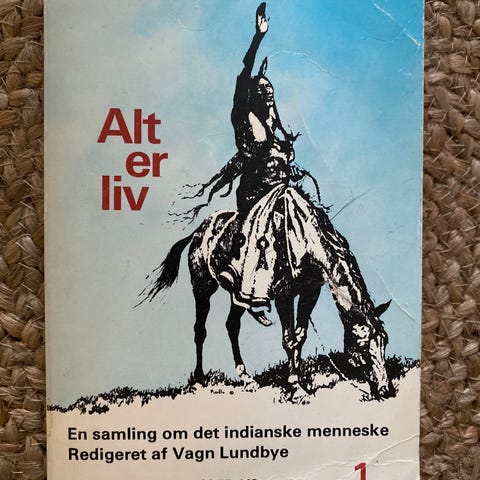 Alt
er
liv
En samling om det indianske menneske
Redigeret af Vagn Lundbye
1